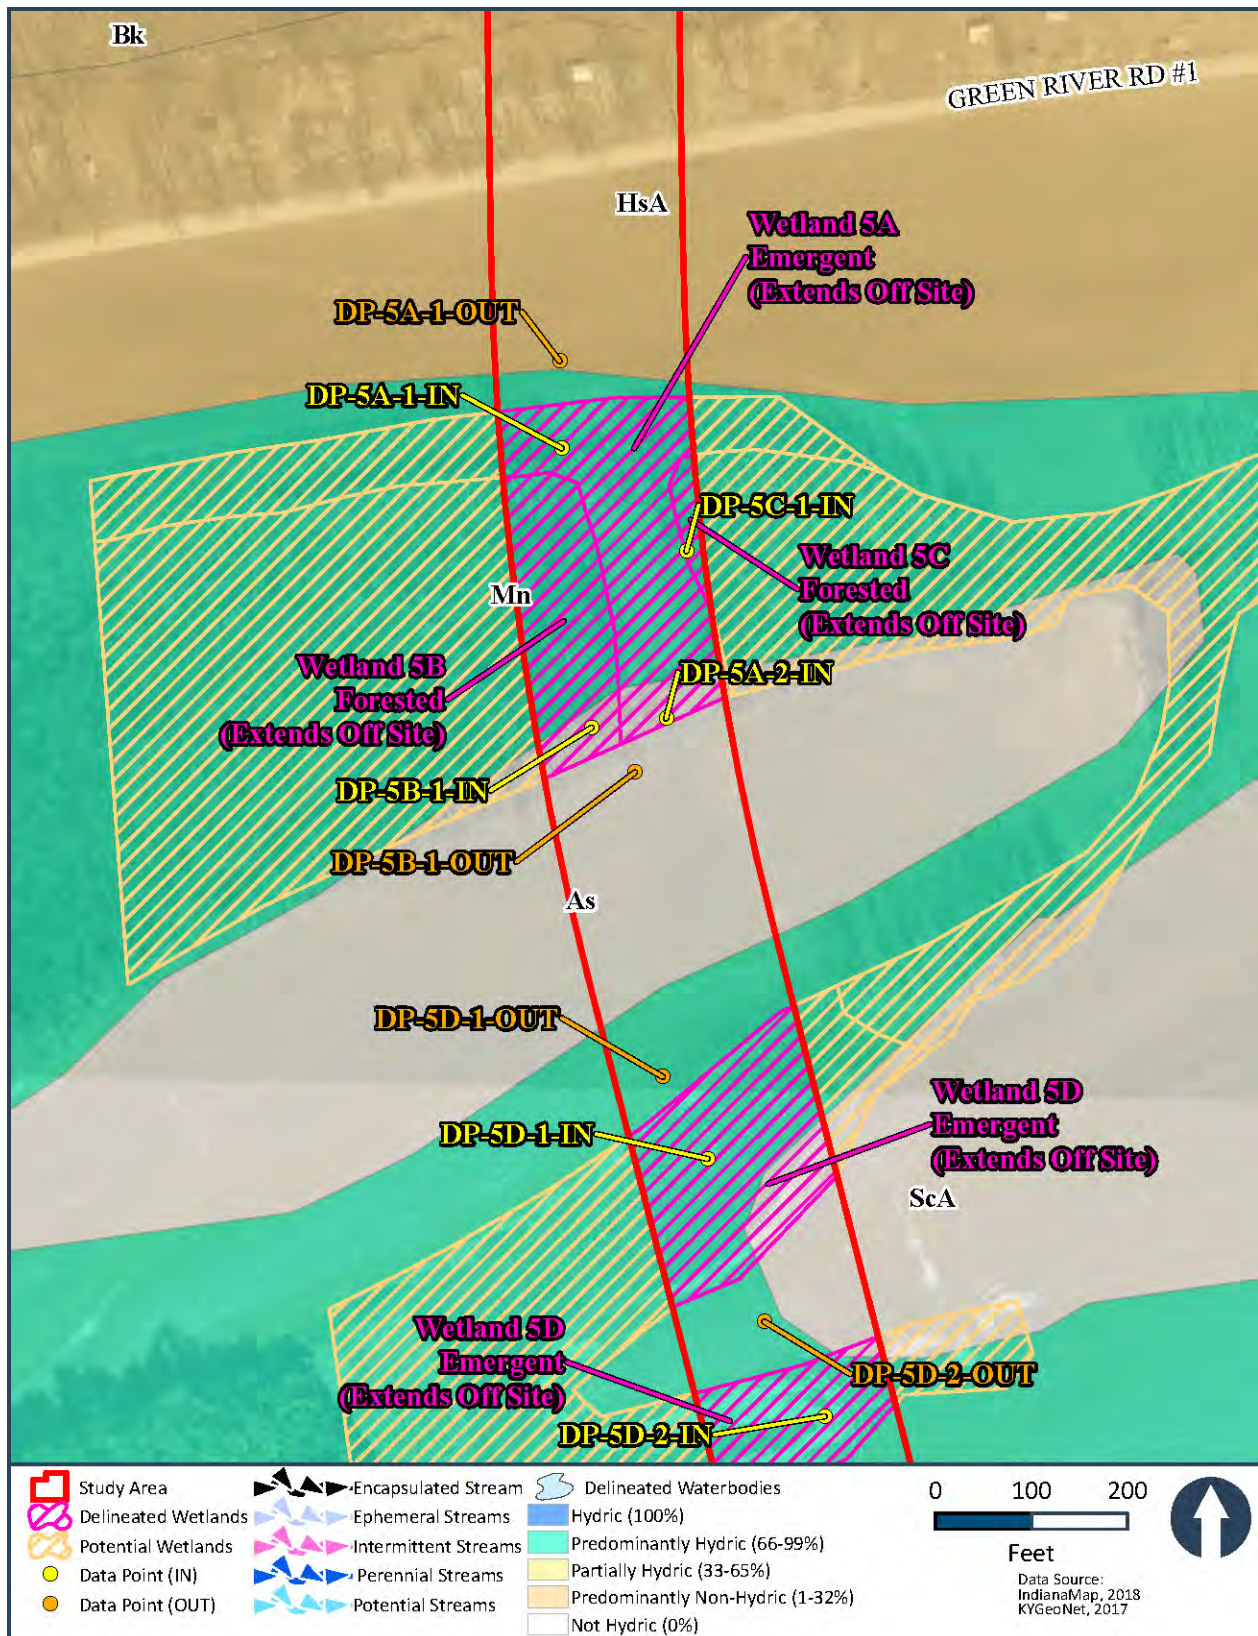 Bk
GREEN RIVER RD #1
HsA
Wetland 5A
Emergent
(Extends Off Site)
DP-5A-1-OUT
DP-5A-1-IN
DP-5C-1-IN
Wetland 5C
Forested
(Extends Off Site)
Mn
Wetland 5B
Forested
(Extends Off Site)
DP-5A-2-IN
DP-5B-1-IN
DP-5B-1-OUT
As
DP-5D-1-OUT
Wetland 5D
Emergent
(Extends Off Site)
DP-5D-1-IN
ScA
Wetland 5D
Emergent
(Extends Off Site)
DP-5D-2-OUT
DP-5D-2-IN
Study Area
Delineated Wetlands
Potential Wetlands
Data Point (IN)
Data Point (OUT)
Encapsulated Stream
Ephemeral Streams
Intermittent Streams
Perennial Streams
Potential Streams
Delineated Waterbodies
Hydric (100%)
Predominantly Hydric (66-99%)
Partially Hydric (33-65%)
Predominantly Non-Hydric (1-32%)
Not Hydric (0%)
0 100 200
Feet
Data Source:
IndianaMap, 2018
KYGeoNet, 2017